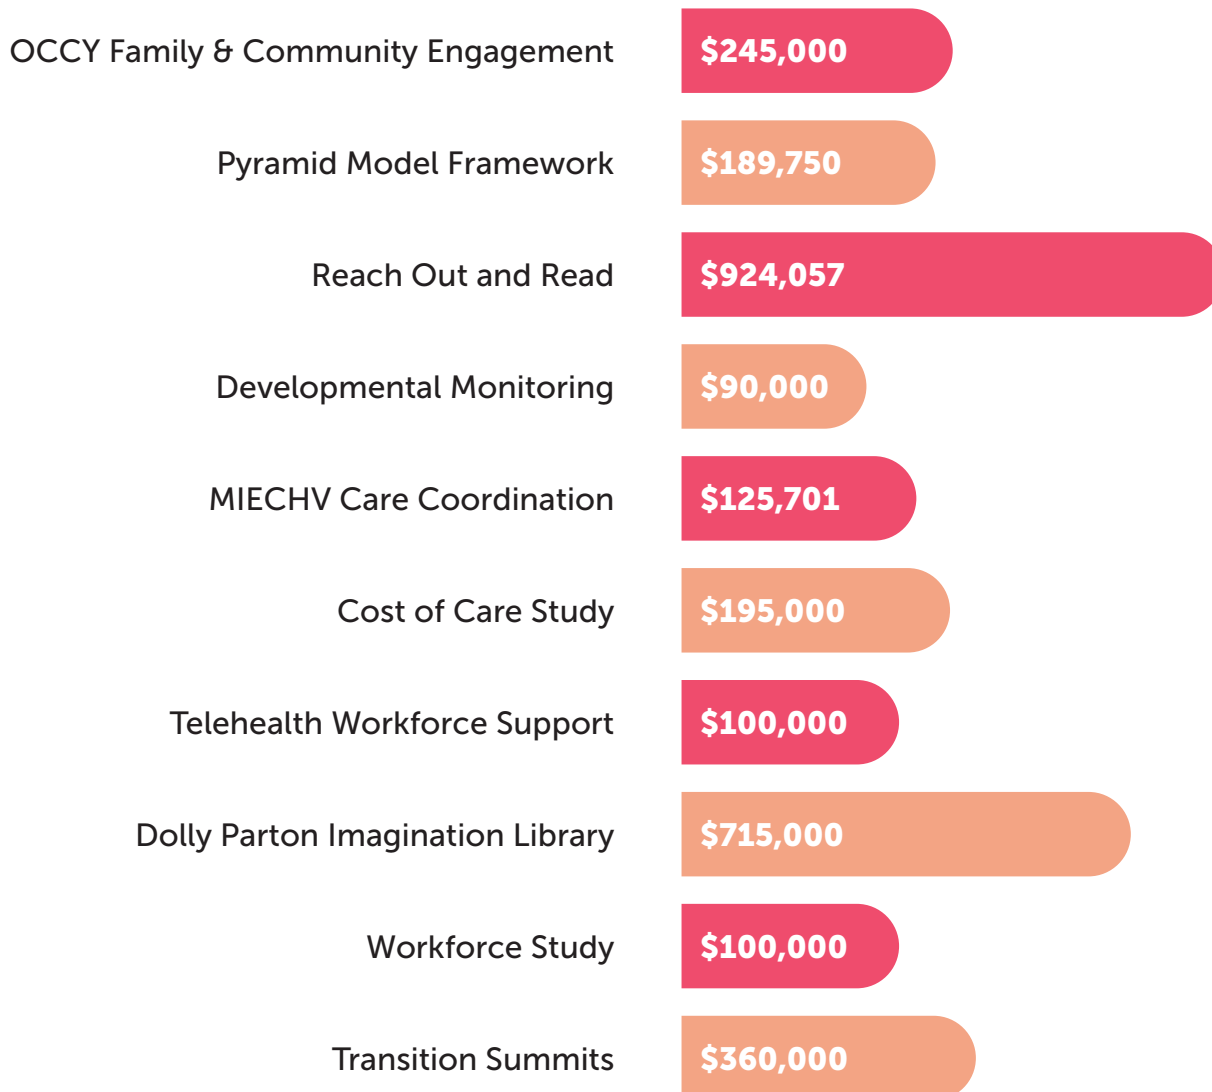 OCCY Family & Community Engagement $245,000
Pyramid Model Framework $189,750
Reach Out and Read $924,057
Developmental Monitoring $90,000
MIECHV Care Coordination $125,701
Cost of Care Study $195,000
Telehealth Workforce Support $100,000
Dolly Parton Imagination Library $715,000
Workforce Study $100,000
Transition Summits $360,000